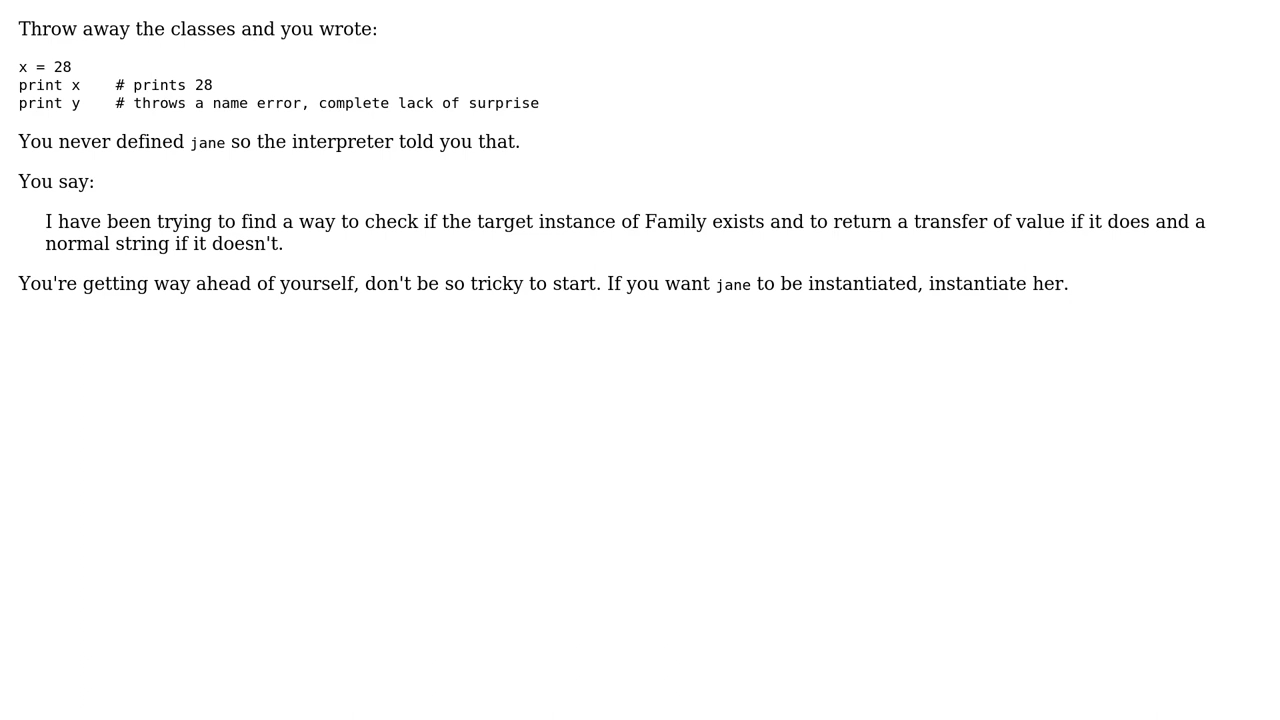 Throw away the classes and you wrote:
x = 28
print x    # prints 28
print y    # throws a name error, complete lack of surprise
You never defined jane so the interpreter told you that.
You say:
I have been trying to find a way to check if the target instance of Family exists and to return a transfer of value if it does and a
normal string if it doesn't.
You're getting way ahead of yourself, don't be so tricky to start. If you want jane to be instantiated, instantiate her.